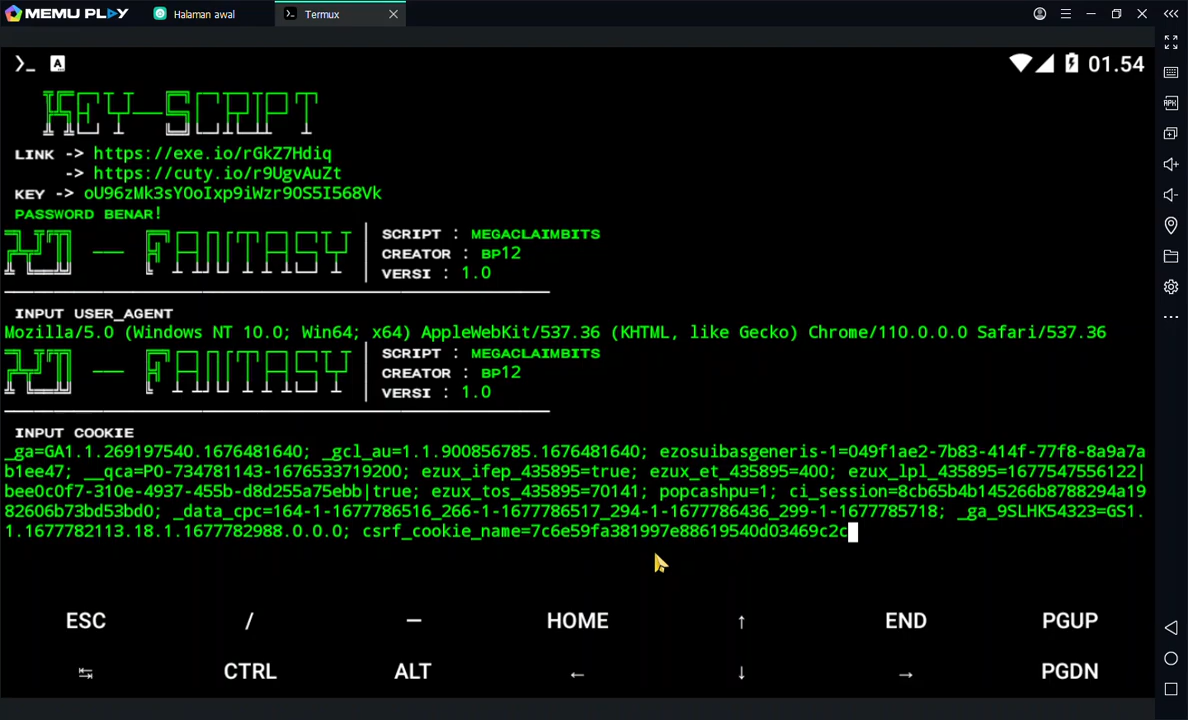 MEMU PLAY
Halaman awal
Termux
01.54
KEY-SCRIPT
LINK -> https://exe.io/rGkZ7Hdiq
-> https://cuty.io/r9UgvAuZt
KEY -> oU96zMk3sYOoIxp9iWzr9OS5I568Vk
PASSWORD BENAR!
SCRIPT : MEGACLAIMBITS
— FANTASY
CREATOR : BP12
VERSI : 1.0
INPUT USER_AGENT
Mozilla/5.0 (Windows NT 10.0; Win64; x64) AppleWebKit/537.36 (KHTML, like Gecko) Chrome/110.0.0.0 Safari/537.36
SCRIPT : MEGACLAIMBITS
— FANTASY
CREATOR : BP12
VERSI : 1.0
INPUT COOKIE
_ga=GA1.1.269197540.1676481640; _gcl_au=1.1.900856785.1676481640; ezosuibasgeneris-1=049f1ae2-7b83-414f-77f8-8a9a7a
b1ee47; __qca=P0-734781143-1676533719200; ezux_ifep_435895=true; ezux_et_435895=400; ezux_lpl_435895=1677547556122|
bee0c0f7-310e-4937-455b-d8d255a75ebb|true; ezux_tos_435895=70141; popcashpu=1; ci_session=8cb65b4b145266b8788294a19
82606b73bd53bd0; _data_cpc=164-1-1677786516_266-1-1677786517_294-1-1677786436_299-1-1677785718; _ga_9SLHK54323=GS1.
1.1677782113.18.1.1677782988.0.0.0; csrf_cookie_name=7c6e59fa381997e88619540d03469c2c
ESC / — HOME ↑ END PGUP
↹ CTRL ALT ← ↓ → PGDN